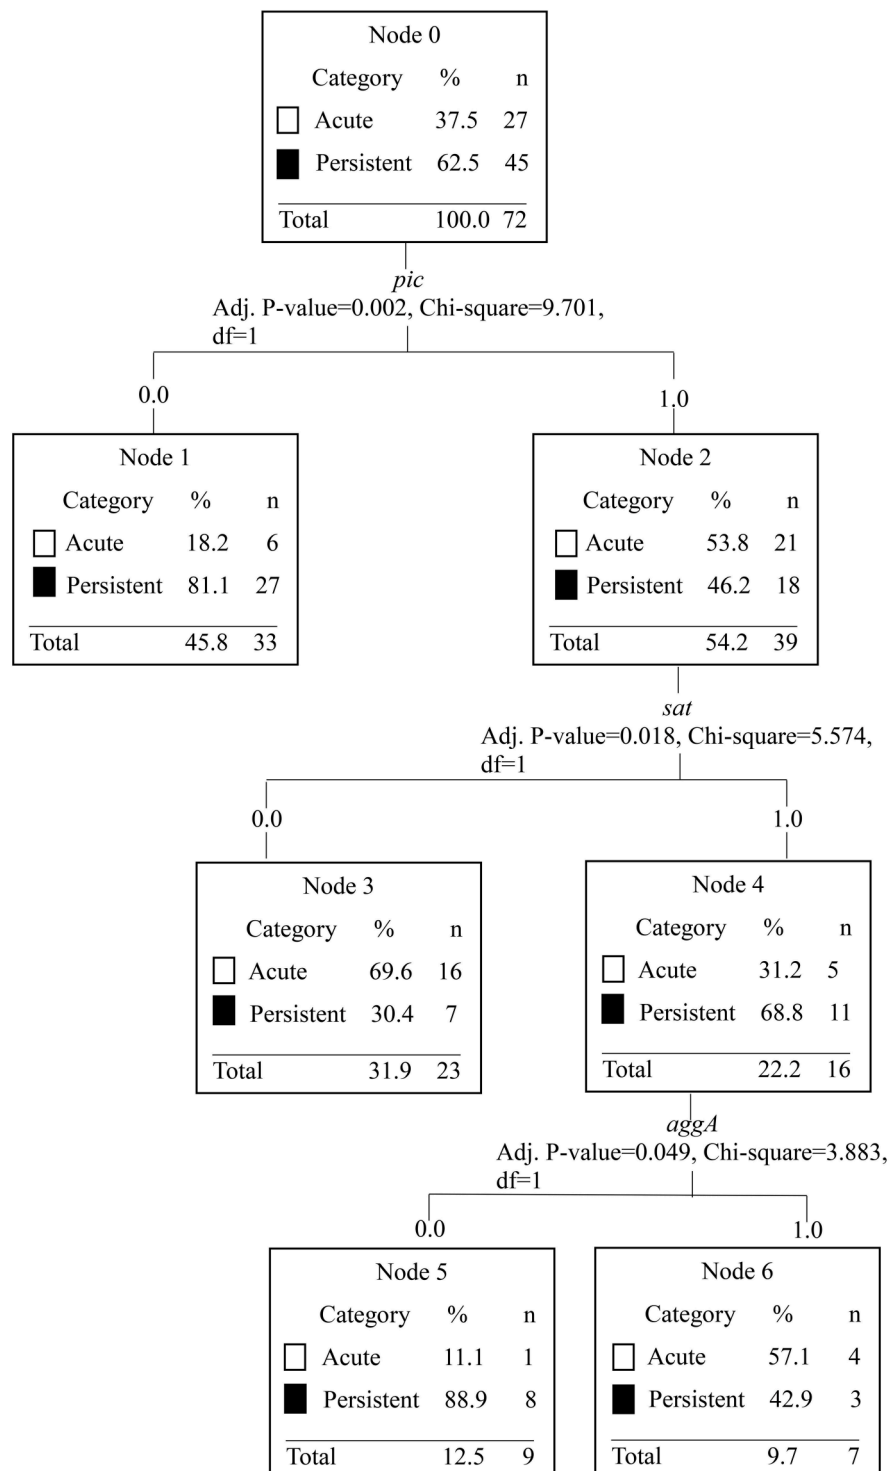 Node 0
Category % n
Acute 37.5 27
Persistent 62.5 45
Total 100.0 72
pic
Adj. P-value=0.002, Chi-square=9.701,
df=1
0.0
1.0
Node 1
Category % n
Acute 18.2 6
Persistent 81.1 27
Total 45.8 33
Node 2
Category % n
Acute 53.8 21
Persistent 46.2 18
Total 54.2 39
sat
Adj. P-value=0.018, Chi-square=5.574,
df=1
0.0
1.0
Node 3
Category % n
Acute 69.6 16
Persistent 30.4 7
Total 31.9 23
Node 4
Category % n
Acute 31.2 5
Persistent 68.8 11
Total 22.2 16
aggA
Adj. P-value=0.049, Chi-square=3.883,
df=1
0.0
1.0
Node 5
Category % n
Acute 11.1 1
Persistent 88.9 8
Total 12.5 9
Node 6
Category % n
Acute 57.1 4
Persistent 42.9 3
Total 9.7 7